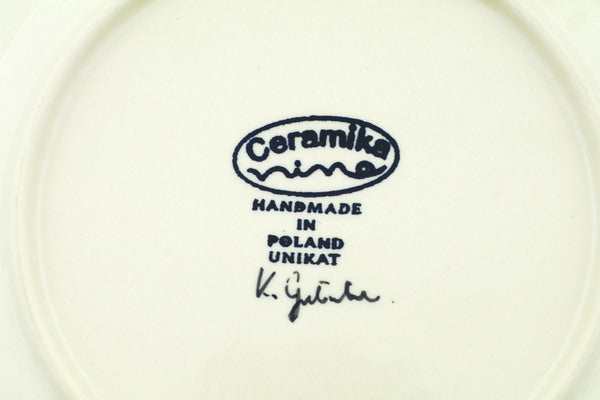 Ceramika
nina
HANDMADE
IN
POLAND
UNIKAT
K.